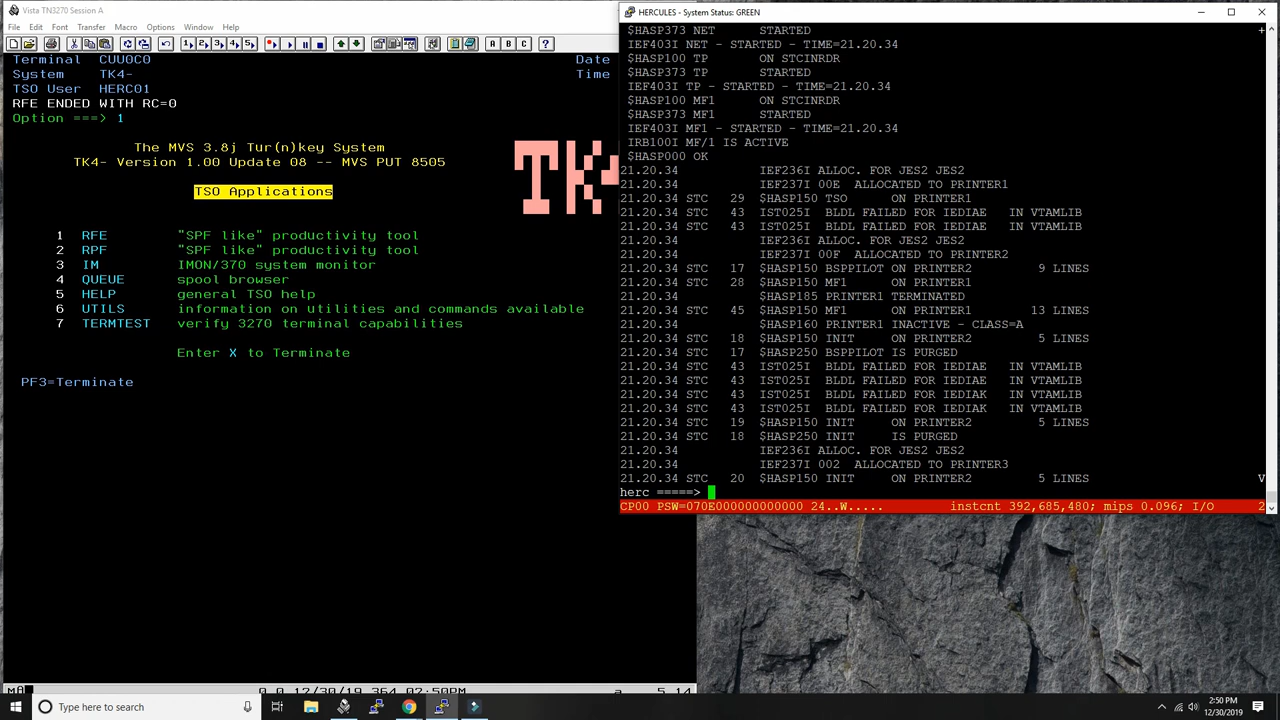 Vista TN3270 Session A
File Edit Font Transfer Macro Options Window Help
Terminal CUU0C0 Date
System TK4- Time
TSO User HERC01
RFE ENDED WITH RC=0
Option ===> 1
The MVS 3.8j Tur(n)key System
TK4- Version 1.00 Update 08 -- MVS PUT 8505
TK4
TSO Applications
1 RFE "SPF like" productivity tool
2 RPF "SPF like" productivity tool
3 IM IMON/370 system monitor
4 QUEUE spool browser
5 HELP general TSO help
6 UTILS information on utilities and commands available
7 TERMTEST verify 3270 terminal capabilities
Enter X to Terminate
PF3=Terminate
0.0 12/30/19.364 02:50PM a 5,14
HERCULES - System Status: GREEN
$HASP373 NET STARTED +
IEF403I NET - STARTED - TIME=21.20.34
$HASP100 TP ON STCINRDR
$HASP373 TP STARTED
IEF403I TP - STARTED - TIME=21.20.34
$HASP100 MF1 ON STCINRDR
$HASP373 MF1 STARTED
IEF403I MF1 - STARTED - TIME=21.20.34
IRB100I MF/1 IS ACTIVE
$HASP000 OK
21.20.34 IEF236I ALLOC. FOR JES2 JES2
21.20.34 IEF237I 00E ALLOCATED TO PRINTER1
21.20.34 STC 29 $HASP150 TSO ON PRINTER1
21.20.34 STC 43 IST025I BLDL FAILED FOR IEDIAE IN VTAMLIB
21.20.34 STC 43 IST025I BLDL FAILED FOR IEDIAE IN VTAMLIB
21.20.34 IEF236I ALLOC. FOR JES2 JES2
21.20.34 IEF237I 00F ALLOCATED TO PRINTER2
21.20.34 STC 17 $HASP150 BSPPILOT ON PRINTER2 9 LINES
21.20.34 STC 28 $HASP150 MF1 ON PRINTER1
21.20.34 $HASP185 PRINTER1 TERMINATED
21.20.34 STC 45 $HASP150 MF1 ON PRINTER1 13 LINES
21.20.34 $HASP160 PRINTER1 INACTIVE - CLASS=A
21.20.34 STC 18 $HASP150 INIT ON PRINTER2 5 LINES
21.20.34 STC 17 $HASP250 BSPPILOT IS PURGED
21.20.34 STC 43 IST025I BLDL FAILED FOR IEDIAE IN VTAMLIB
21.20.34 STC 43 IST025I BLDL FAILED FOR IEDIAE IN VTAMLIB
21.20.34 STC 43 IST025I BLDL FAILED FOR IEDIAK IN VTAMLIB
21.20.34 STC 43 IST025I BLDL FAILED FOR IEDIAK IN VTAMLIB
21.20.34 STC 19 $HASP150 INIT ON PRINTER2 5 LINES
21.20.34 STC 18 $HASP250 INIT IS PURGED
21.20.34 IEF236I ALLOC. FOR JES2 JES2
21.20.34 IEF237I 002 ALLOCATED TO PRINTER3
21.20.34 STC 20 $HASP150 INIT ON PRINTER2 5 LINES V
herc =====>
CP00 PSW=070E000000000000 24..W..... instcnt 392,685,480; mips 0.096; I/O 2
Type here to search
2:50 PM
12/30/2019